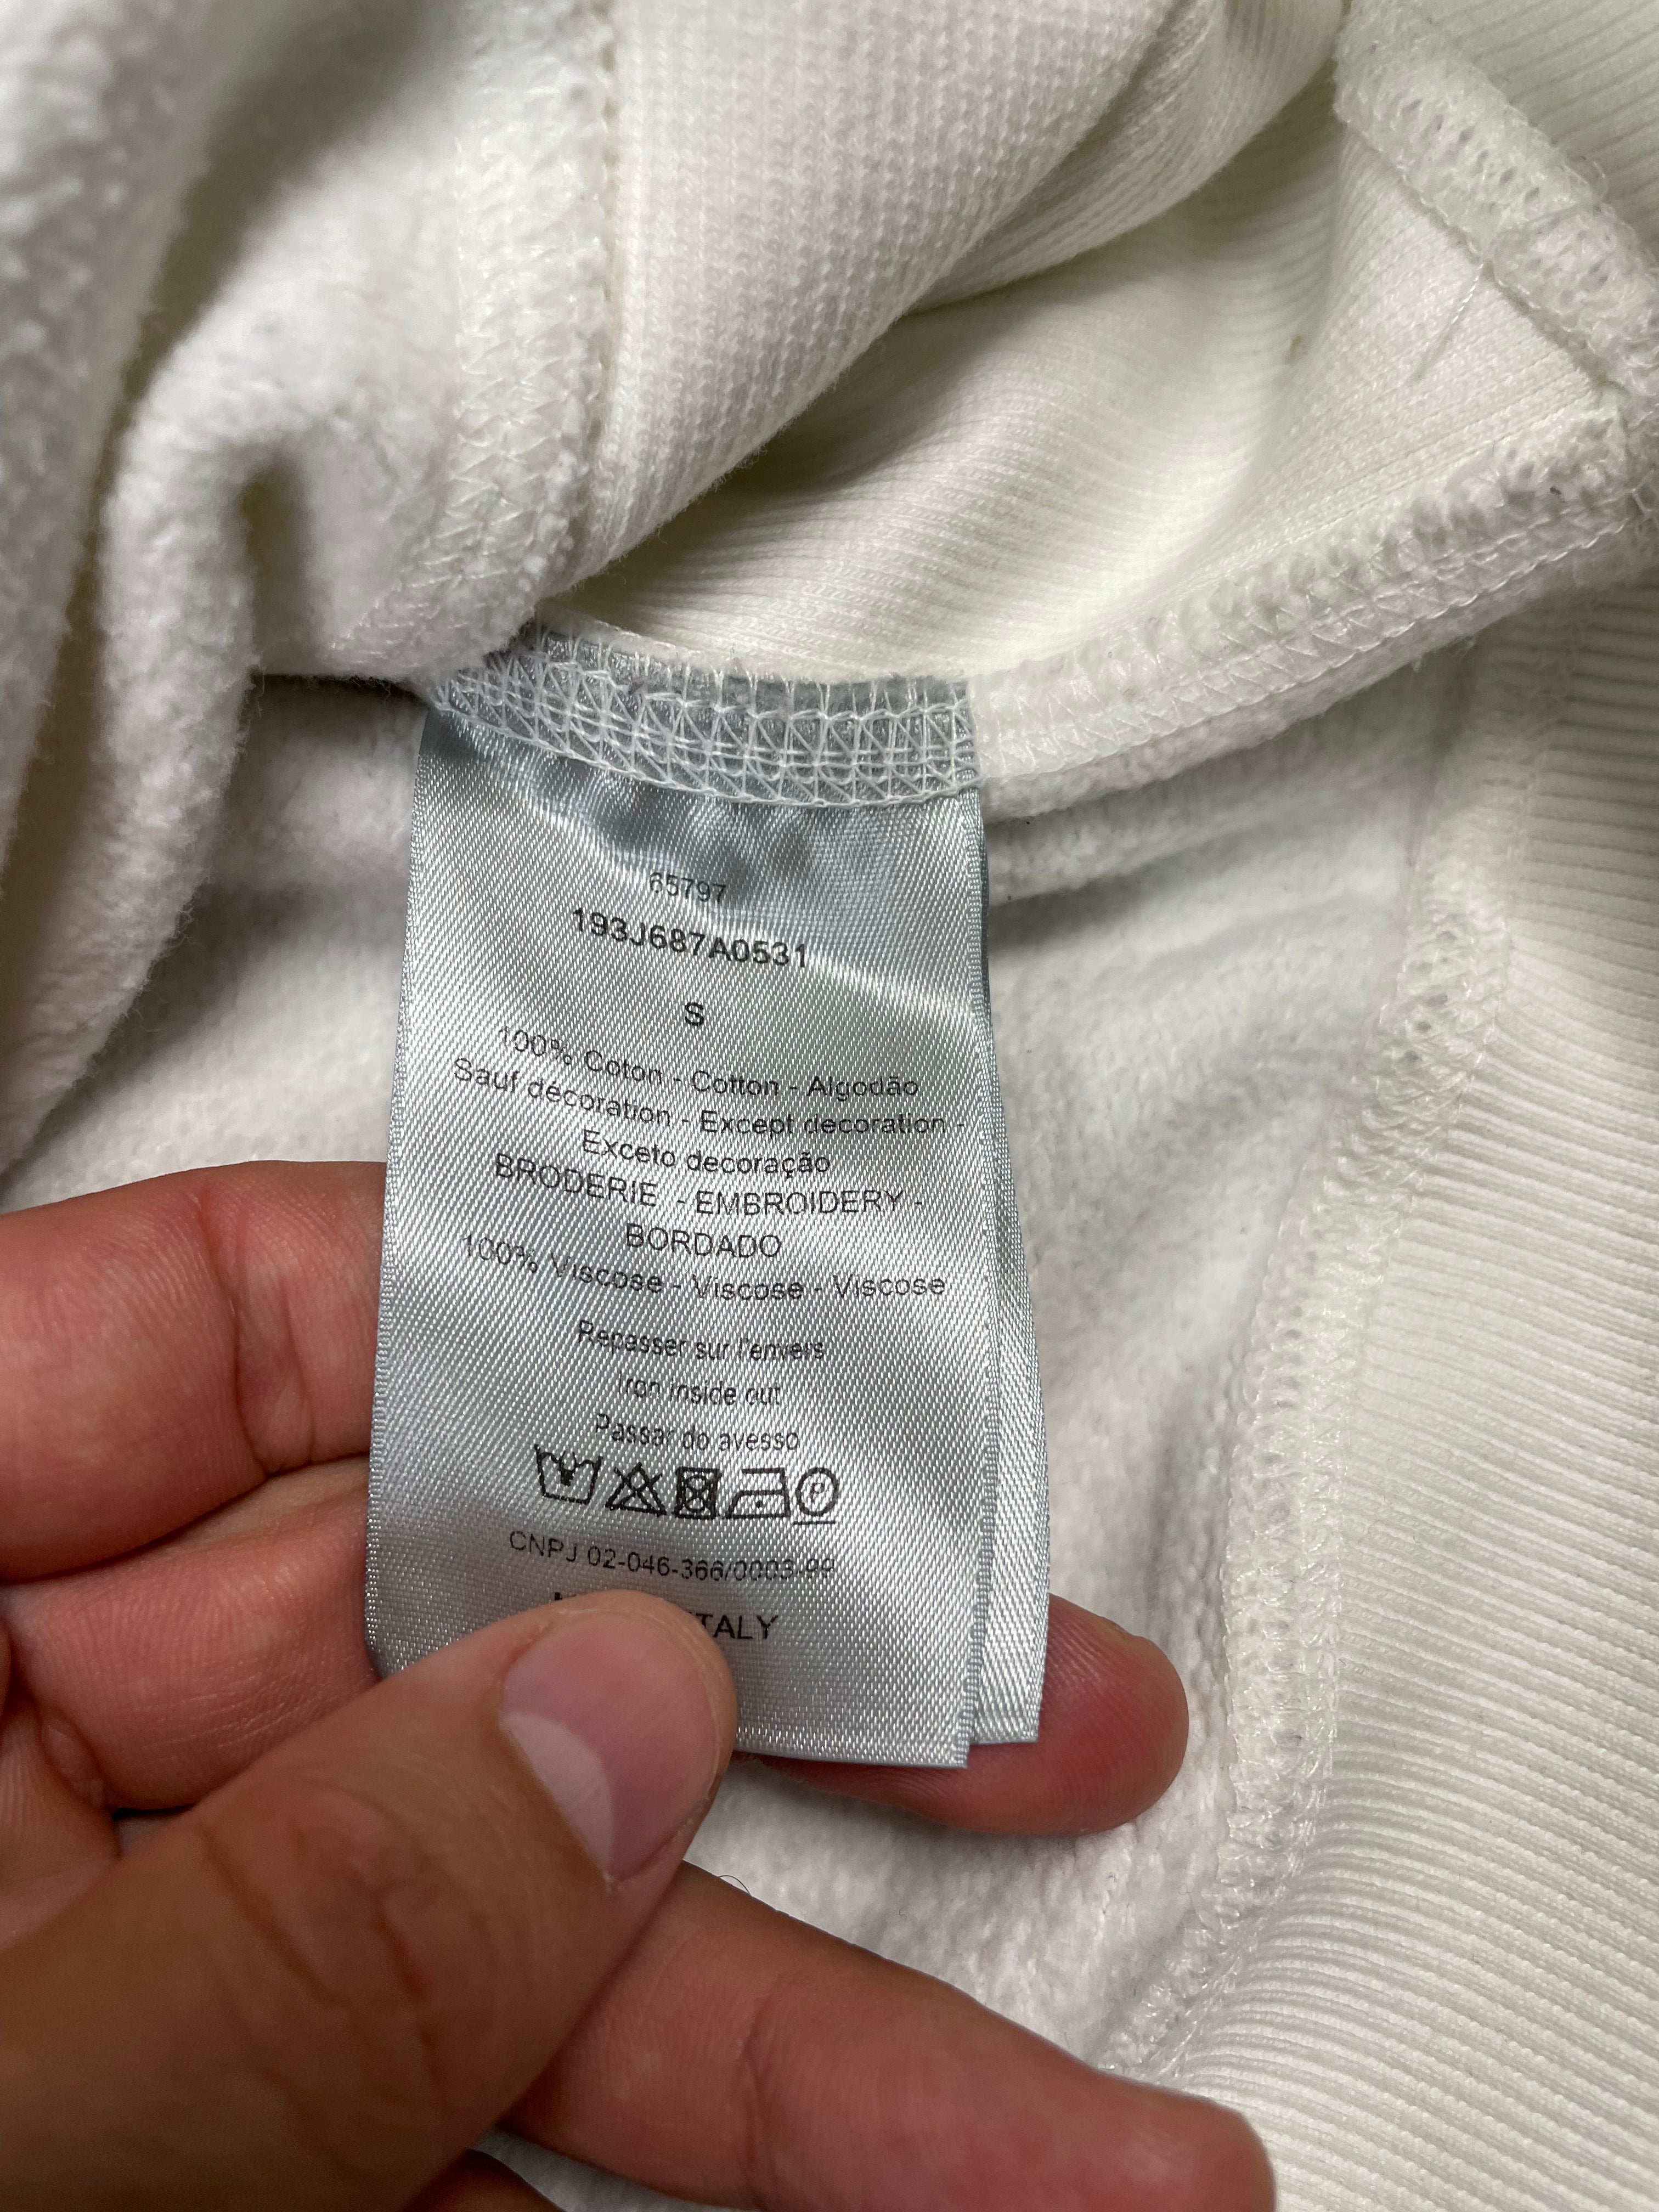 65797
193J687A0531
S
100% Coton - Cotton - Algodão
Sauf décoration - Except decoration -
Exceto decoração
BRODERIE - EMBROIDERY -
BORDADO
100% Viscose - Viscose - Viscose
Repasser sur l'envers
Iron inside out
Passar do avesso
P
CNPJ 02-046-366/0003-99
ITALY